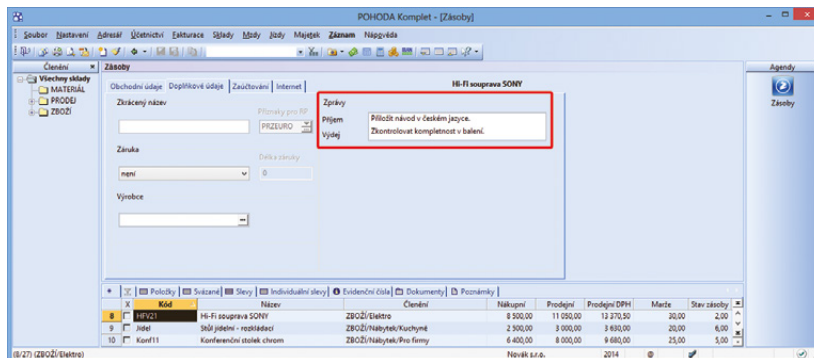 POHODA Komplet - [Zásoby]
Soubor Nastavení Adresář Účetnictví Fakturace Sklady Mzdy Jízdy Majetek Záznam Nápověda
Členění
Zásoby
Agendy
Všechny sklady
MATERIÁL
PRODEJ
ZBOŽÍ
Obchodní údaje Doplňkové údaje Zaúčtování Internet
Hi-Fi souprava SONY
Zásoby
Zkrácený název
Příznaky pro RP
PRZEURO
Zprávy
Příjem Přiložit návod v českém jazyce.
Výdej Zkontrolovat kompletnost v balení.
Záruka
Délka záruky
není
0
Výrobce
Položky Svázané Slevy Individuální slevy Evidenční čísla Dokumenty Poznámky
X Kód Název Členění Nákupní Prodejní Prodejní DPH Marže Stav zásoby
8 HFV21 Hi-Fi souprava SONY ZBOŽÍ/Elektro 8 500,00 11 050,00 13 370,50 30,00 2,00
9 Jidel Stůl jídelní - rozkládací ZBOŽÍ/Nábytek/Kuchyně 2 500,00 3 000,00 3 630,00 20,00 6,00
10 Konf11 Konferenční stolek chrom ZBOŽÍ/Nábytek/Pro firmy 6 400,00 8 000,00 9 680,00 25,00 5,00
(8/27) (ZBOŽÍ/Elektro) Novák s.r.o. 2014 @